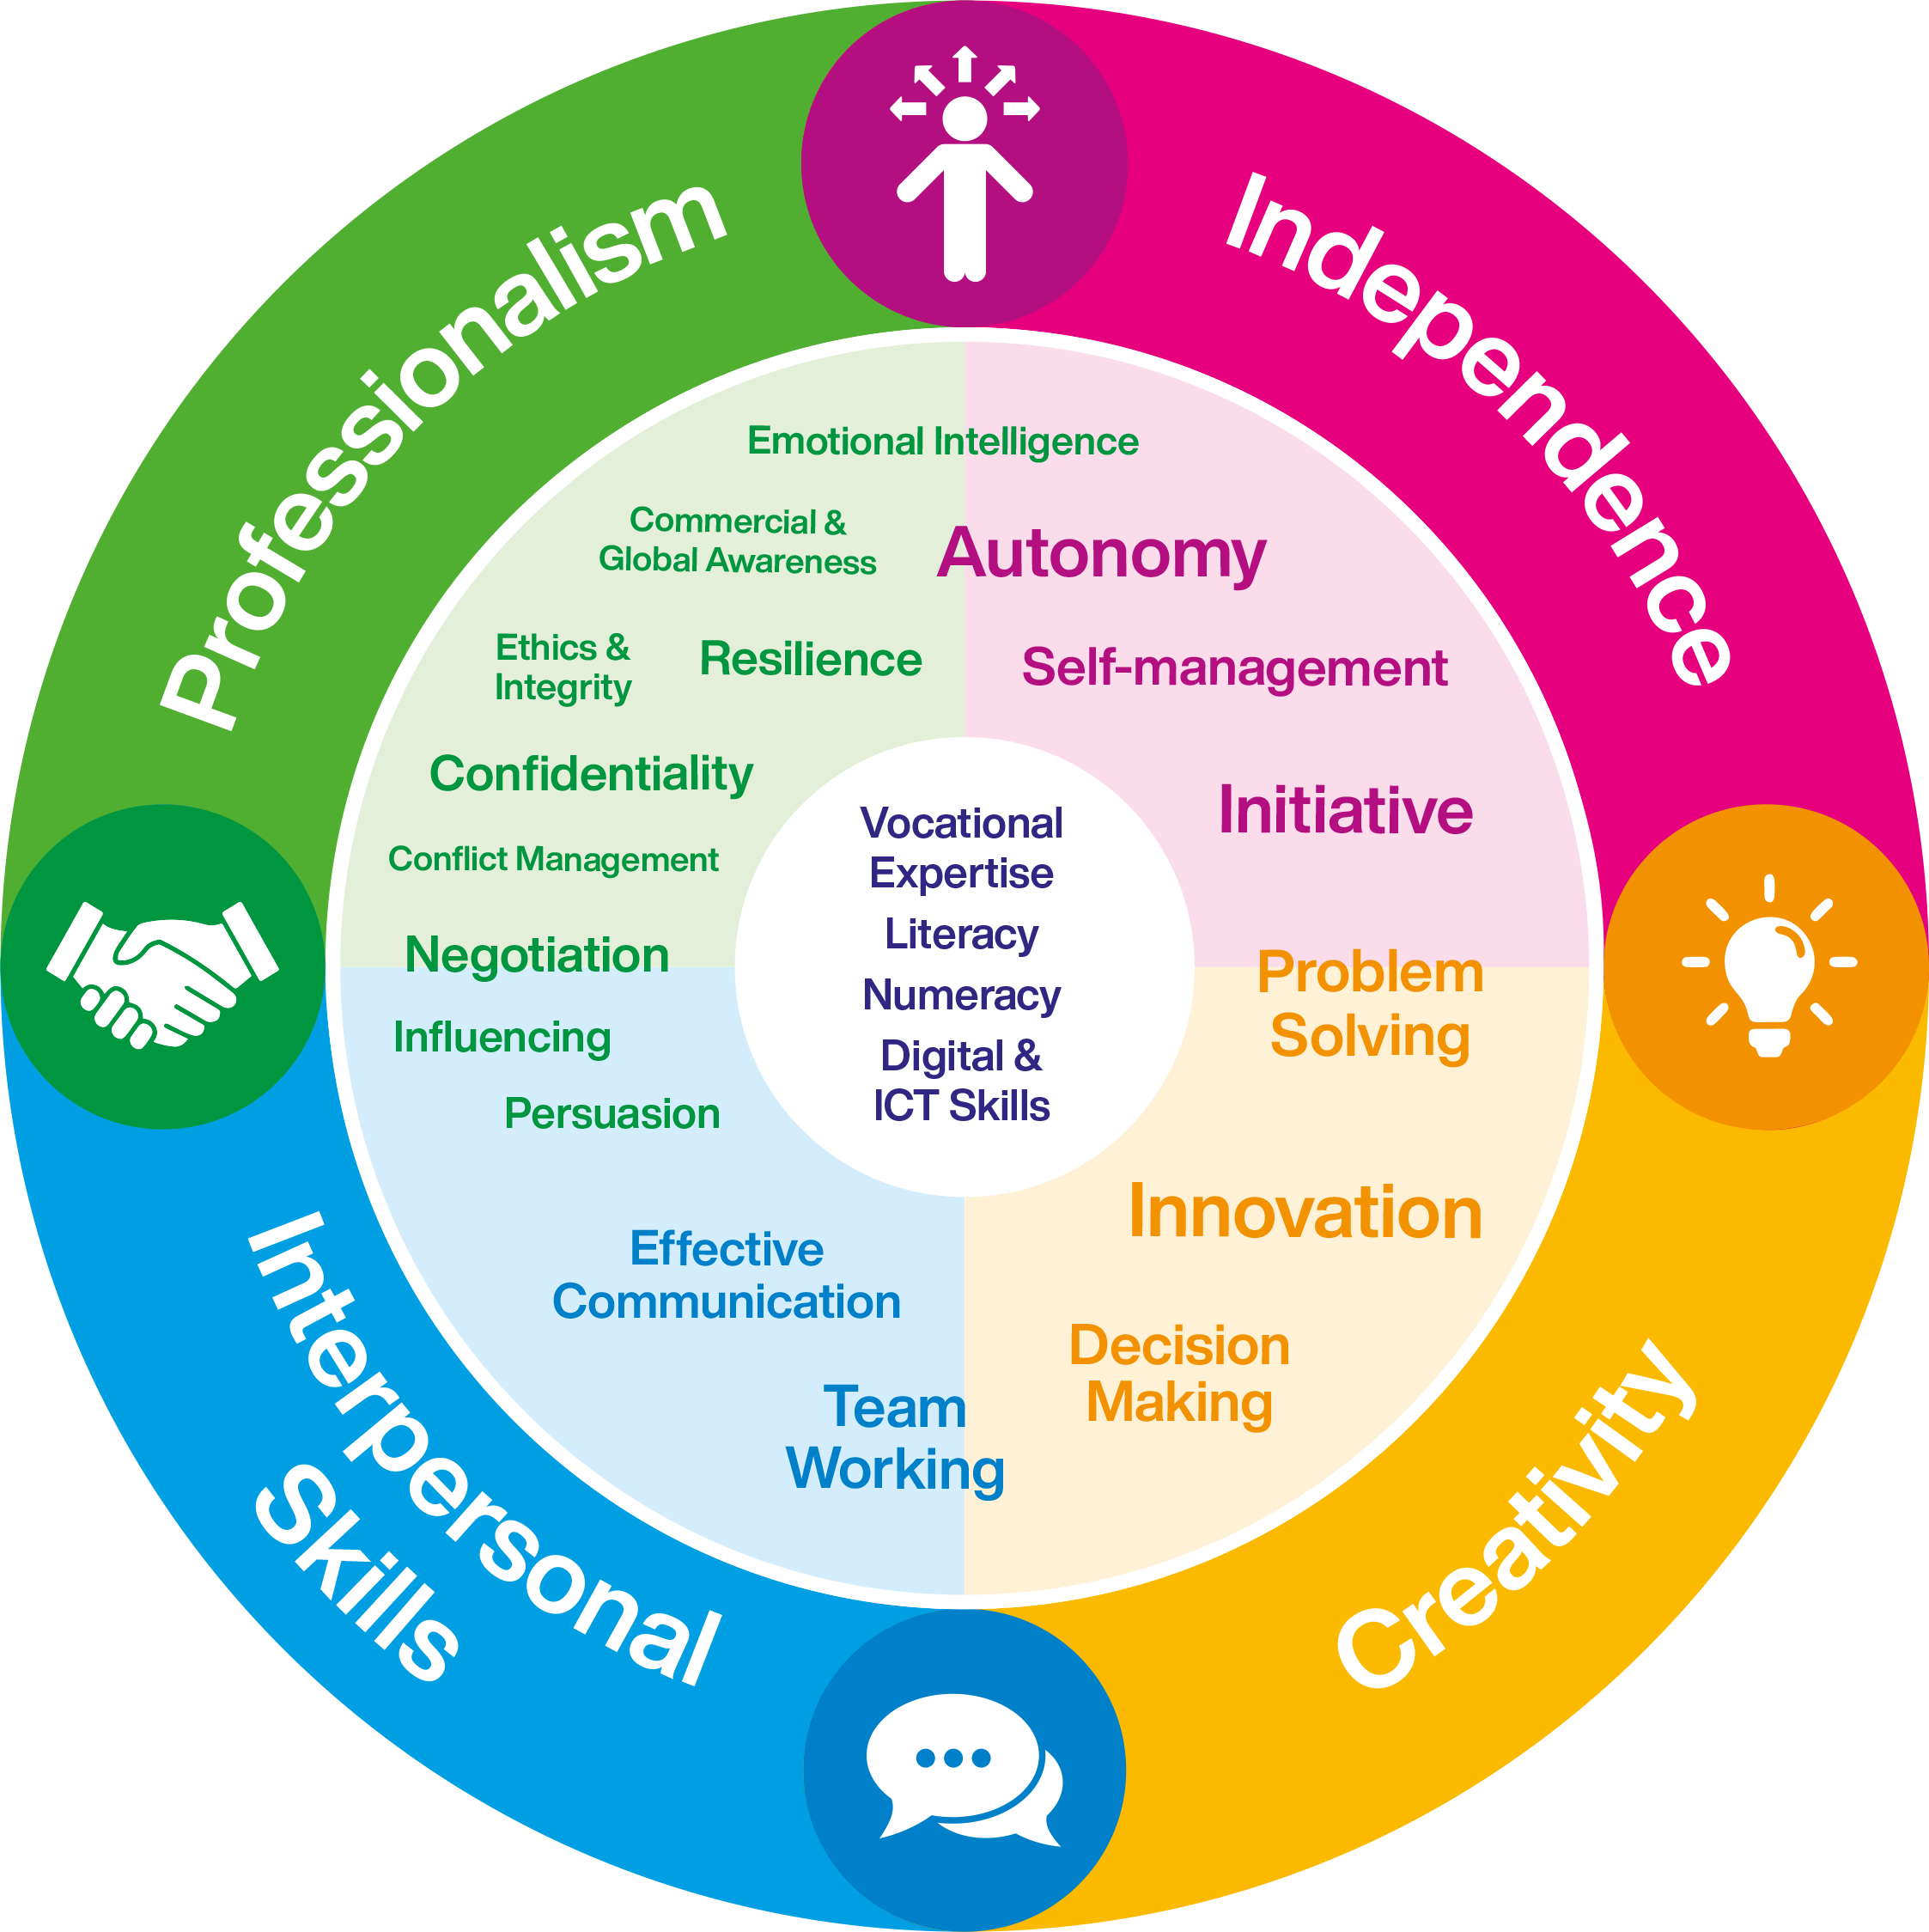 Professionalism
Independence
Emotional Intelligence
Commercial &
Global Awareness
Autonomy
Ethics &
Integrity
Resilience
Self-management
Confidentiality
Initiative
Conflict Management
Negotiation
Influencing
Persuasion
Vocational
Expertise
Literacy
Numeracy
Digital &
ICT Skills
Problem
Solving
Innovation
Effective
Communication
Decision
Making
Team
Working
Interpersonal
Skills
Creativity